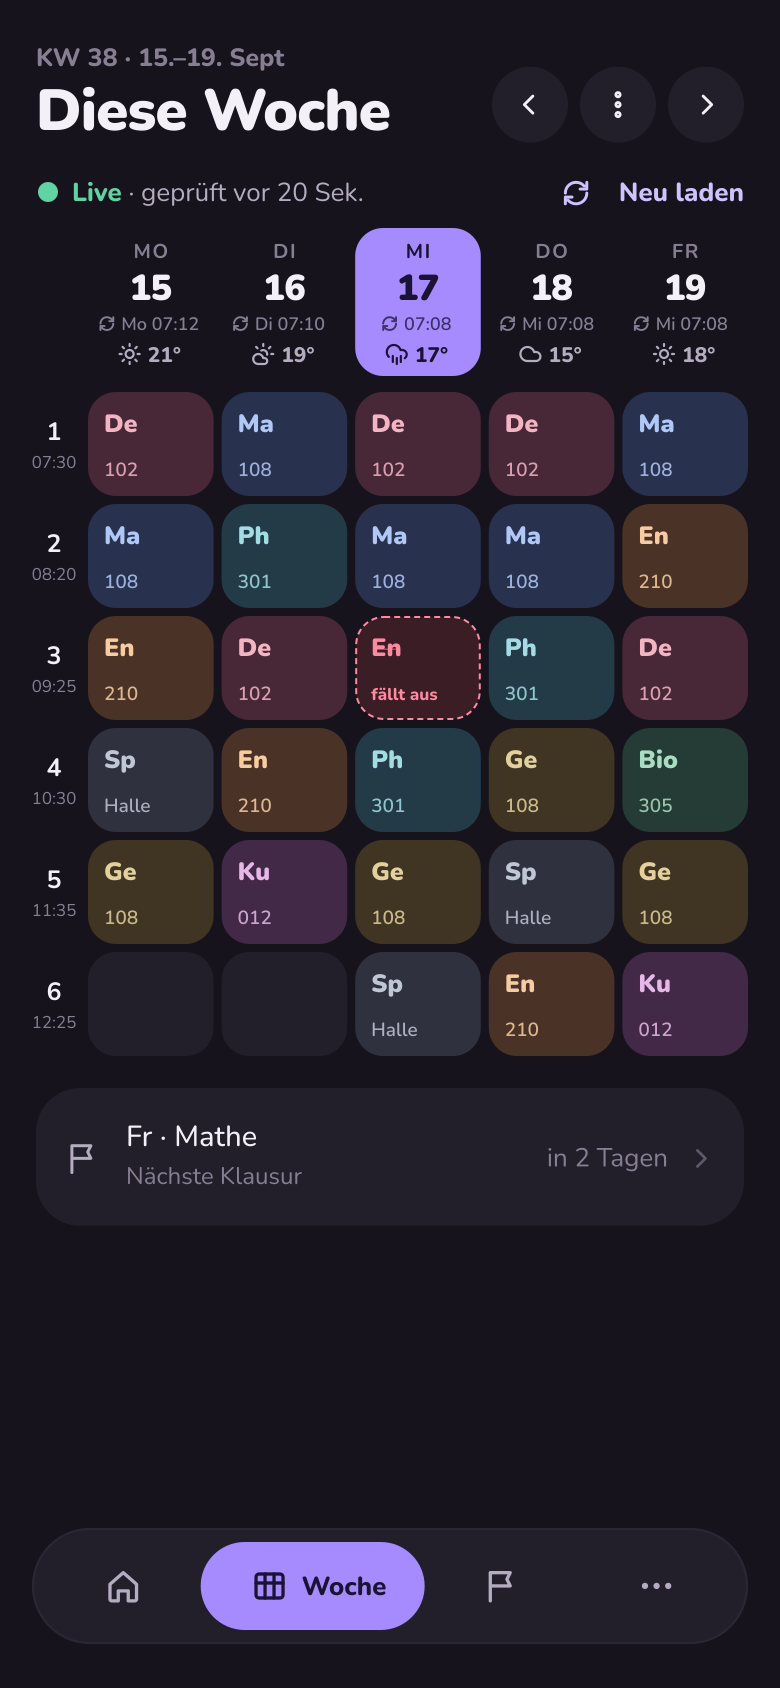 KW 38 · 15.–19. Sept
Diese Woche
Live · geprüft vor 20 Sek.
Neu laden
MO DI MI DO FR
15 16 17 18 19
Mo 07:12 Di 07:10 07:08 Mi 07:08 Mi 07:08
21° 19° 17° 15° 18°
1 De Ma De De Ma
07:30 102 108 102 102 108
2 Ma Ph Ma Ma En
08:20 108 301 108 108 210
3 En De En Ph De
09:25 210 102 fällt aus 301 102
4 Sp En Ph Ge Bio
10:30 Halle 210 301 108 305
5 Ge Ku Ge Sp Ge
11:35 108 012 108 Halle 108
6 Sp En Ku
12:25 Halle 210 012
Fr · Mathe
Nächste Klausur
in 2 Tagen
Woche